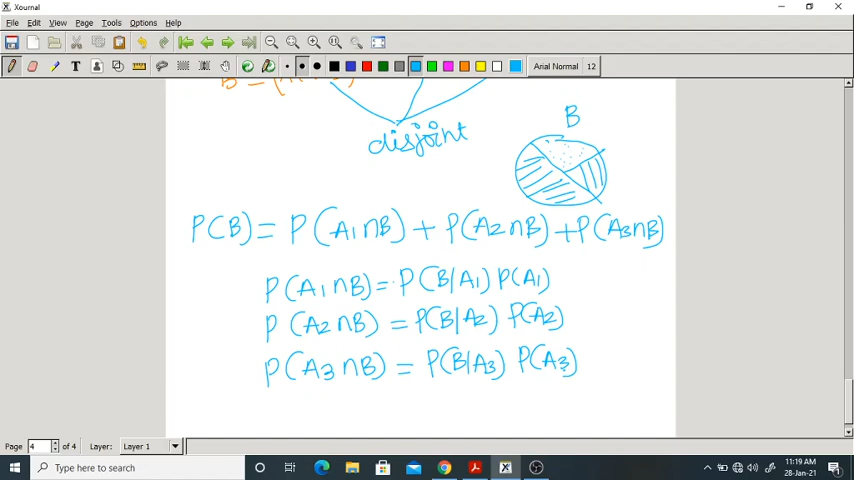 Xournal
File Edit View Page Tools Options Help
Arial Normal 12
disjoint
B
P(B) = P(A1∩B) + P(A2∩B) + P(A3∩B)
P(A1∩B) = P(B/A1) P(A1)
P(A2∩B) = P(B/A2) P(A2)
P(A3∩B) = P(B/A3) P(A3)
Page 4 of 4 Layer: Layer 1
Type here to search
11:19 AM
28-Jan-21